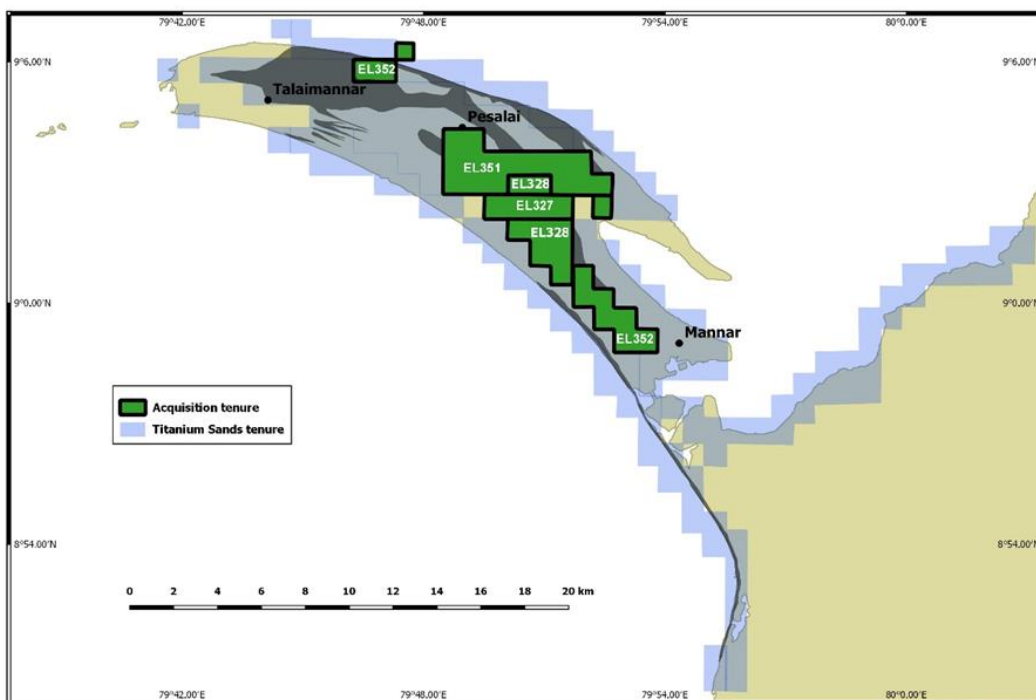 79°42.00'E 79°48.00'E 79°54.00'E 80°0.00'E
9°6.00'N 9°6.00'N
EL352
Talaimannar
Pesalai
EL351
EL328
EL327
EL328
9°0.00'N 9°0.00'N
Mannar
EL352
Acquisition tenure
Titanium Sands tenure
8°54.00'N 8°54.00'N
0 2 4 6 8 10 12 14 16 18 20 km
79°42.00'E 79°48.00'E 79°54.00'E 80°0.00'E